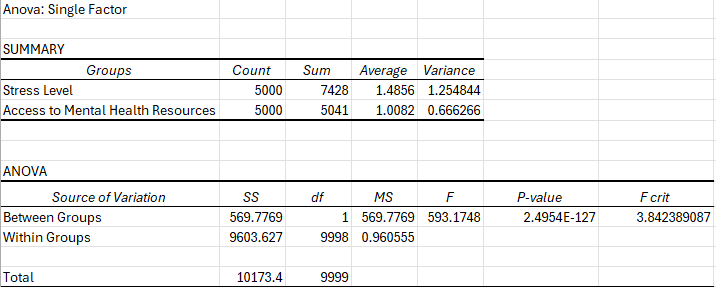 Anova: Single Factor
SUMMARY
Groups Count Sum Average Variance
Stress Level 5000 7428 1.4856 1.254844
Access to Mental Health Resources 5000 5041 1.0082 0.666266
ANOVA
Source of Variation SS df MS F P-value F crit
Between Groups 569.7769 1 569.7769 593.1748 2.4954E-127 3.842389087
Within Groups 9603.627 9998 0.960555
Total 10173.4 9999